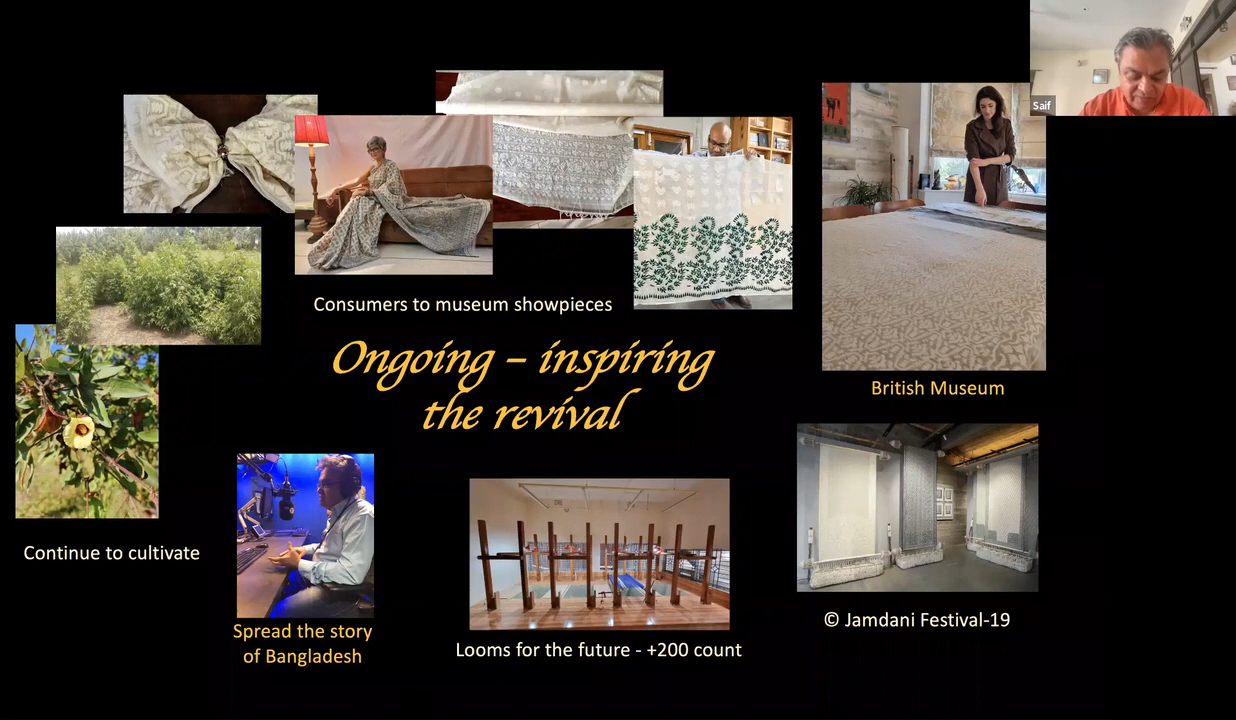 Saif
Consumers to museum showpieces
Ongoing – inspiring
the revival
British Museum
Continue to cultivate
Spread the story
of Bangladesh
Looms for the future - +200 count
© Jamdani Festival-19